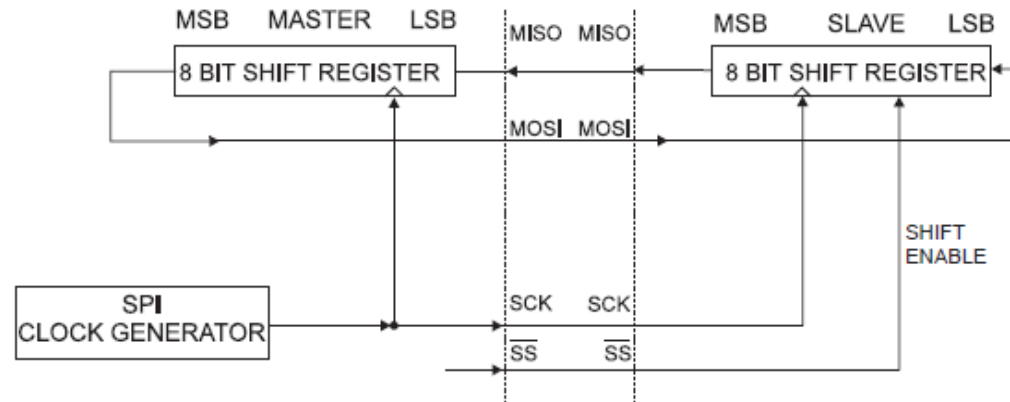 MSB MASTER LSB
MISO MISO
MSB SLAVE LSB
8 BIT SHIFT REGISTER
8 BIT SHIFT REGISTER
MOSI MOSI
SHIFT
ENABLE
SPI
CLOCK GENERATOR
SCK SCK
SS SS